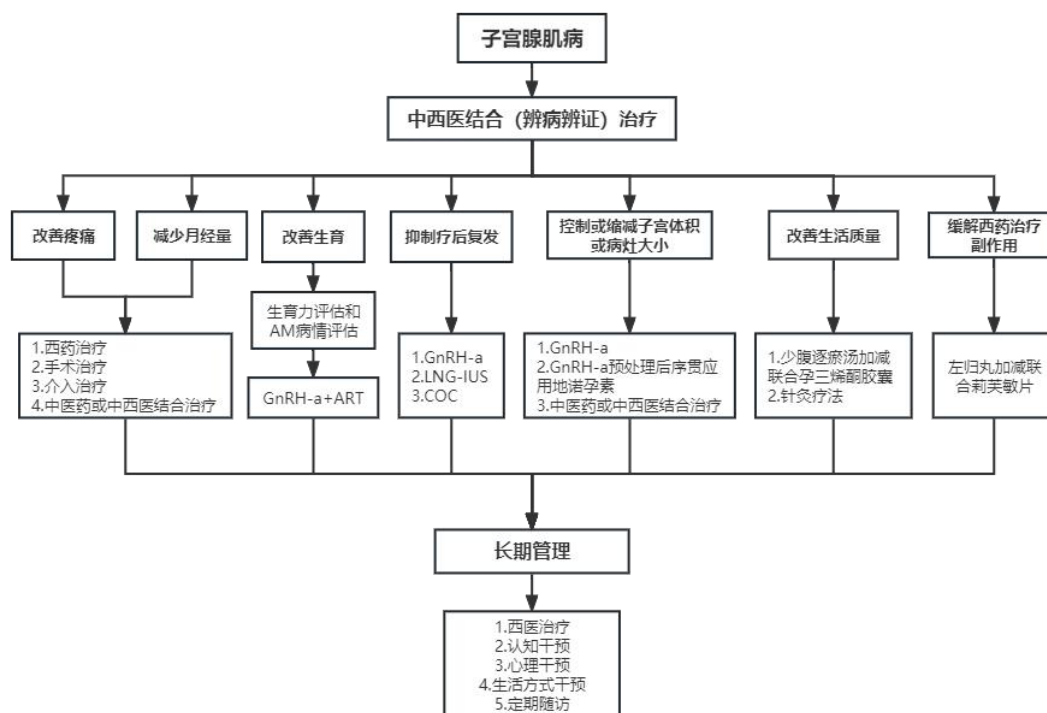 子宫腺肌病
中西医结合（辨病辨证）治疗
改善疼痛
减少月经量
改善生育
抑制疗后复发
控制或缩减子宫体积
或病灶大小
改善生活质量
缓解西药治疗
副作用
生育力评估和
AM病情评估
1.西药治疗
2.手术治疗
3.介入治疗
4.中医药或中西医结合治疗
GnRH-a+ART
1.GnRH-a
2.LNG-IUS
3.COC
1.GnRH-a
2.GnRH-a预处理后序贯应
用地诺孕素
3.中医药或中西医结合治疗
1.少腹逐瘀汤加减
联合孕三烯酮胶囊
2.针灸疗法
左归丸加减联
合莉芙敏片
长期管理
1.西医治疗
2.认知干预
3.心理干预
4.生活方式干预
5.定期随访